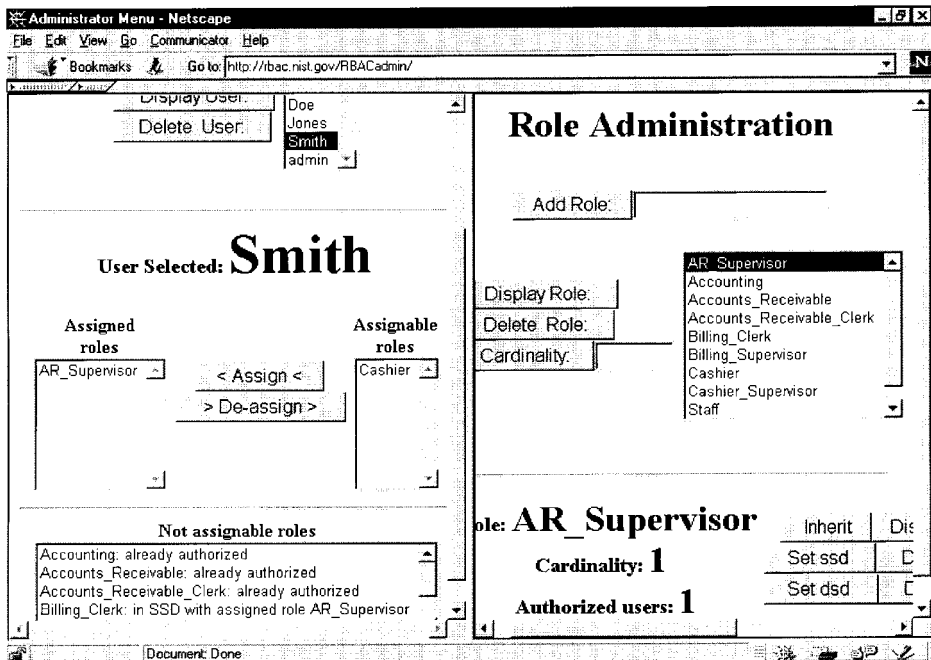 Administrator Menu - Netscape
File Edit View Go Communicator Help
Bookmarks Go to: http://rbac.nist.gov/RBACadmin/
N
Display User:
Delete User:
Doe
Jones
Smith
admin
User Selected: Smith
Assigned roles
AR_Supervisor
< Assign <
> De-assign >
Assignable roles
Cashier
Not assignable roles
Accounting: already authorized
Accounts_Receivable: already authorized
Accounts_Receivable_Clerk: already authorized
Billing_Clerk: in SSD with assigned role AR_Supervisor
Role Administration
Add Role:
Display Role:
Delete Role:
Cardinality:
AR_Supervisor
Accounting
Accounts_Receivable
Accounts_Receivable_Clerk
Billing_Clerk
Billing_Supervisor
Cashier
Cashier_Supervisor
Staff
ole: AR_Supervisor
Cardinality: 1
Authorized users: 1
Inherit Dis
Set ssd D
Set dsd D
Document: Done